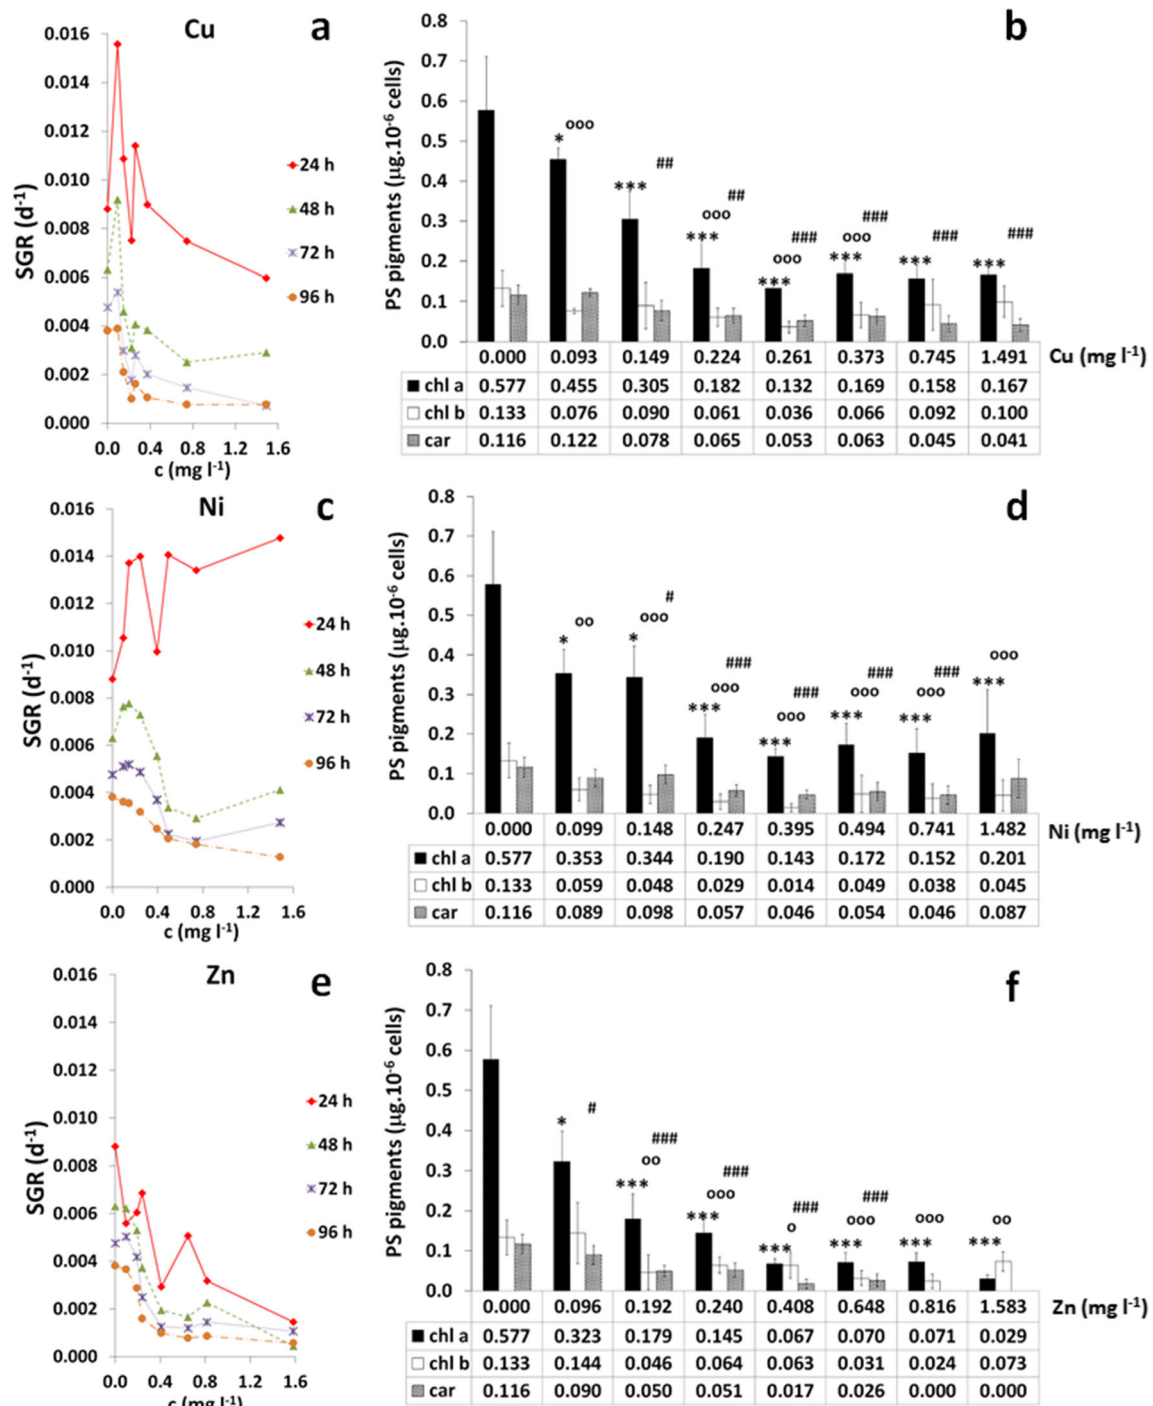 Cu
a
0.016
0.014
0.012
0.010
0.008
0.006
0.004
0.002
0.000
SGR (d-1)
0.0 0.4 0.8 1.2 1.6
c (mg l-1)
24 h
48 h
72 h
96 h
b
0.8
0.7
0.6
0.5
0.4
0.3
0.2
0.1
0.0
PS pigments (µg.10-6 cells)
* ooo
*** ##
*** ooo ##
*** ooo ###
*** ooo ###
*** ###
*** ###
0.000 0.093 0.149 0.224 0.261 0.373 0.745 1.491 Cu (mg l-1)
chl a 0.577 0.455 0.305 0.182 0.132 0.169 0.158 0.167
chl b 0.133 0.076 0.090 0.061 0.036 0.066 0.092 0.100
car 0.116 0.122 0.078 0.065 0.053 0.063 0.045 0.041
Ni
c
0.016
0.014
0.012
0.010
0.008
0.006
0.004
0.002
0.000
SGR (d-1)
0.0 0.4 0.8 1.2 1.6
c (mg l-1)
24 h
48 h
72 h
96 h
d
0.8
0.7
0.6
0.5
0.4
0.3
0.2
0.1
0.0
PS pigments (µg.10-6 cells)
* oo
* ooo #
*** ooo ###
*** ooo ###
*** ooo ###
*** ooo ###
*** ooo
0.000 0.099 0.148 0.247 0.395 0.494 0.741 1.482 Ni (mg l-1)
chl a 0.577 0.353 0.344 0.190 0.143 0.172 0.152 0.201
chl b 0.133 0.059 0.048 0.029 0.014 0.049 0.038 0.045
car 0.116 0.089 0.098 0.057 0.046 0.054 0.046 0.087
Zn
e
0.016
0.014
0.012
0.010
0.008
0.006
0.004
0.002
0.000
SGR (d-1)
0.0 0.4 0.8 1.2 1.6
c (mg l-1)
24 h
48 h
72 h
96 h
f
0.8
0.7
0.6
0.5
0.4
0.3
0.2
0.1
0.0
PS pigments (µg.10-6 cells)
* #
*** oo ###
*** ooo ###
*** o ###
*** ooo ###
*** ooo
*** oo
0.000 0.096 0.192 0.240 0.408 0.648 0.816 1.583 Zn (mg l-1)
chl a 0.577 0.323 0.179 0.145 0.067 0.070 0.071 0.029
chl b 0.133 0.144 0.046 0.064 0.063 0.031 0.024 0.073
car 0.116 0.090 0.050 0.051 0.017 0.026 0.000 0.000